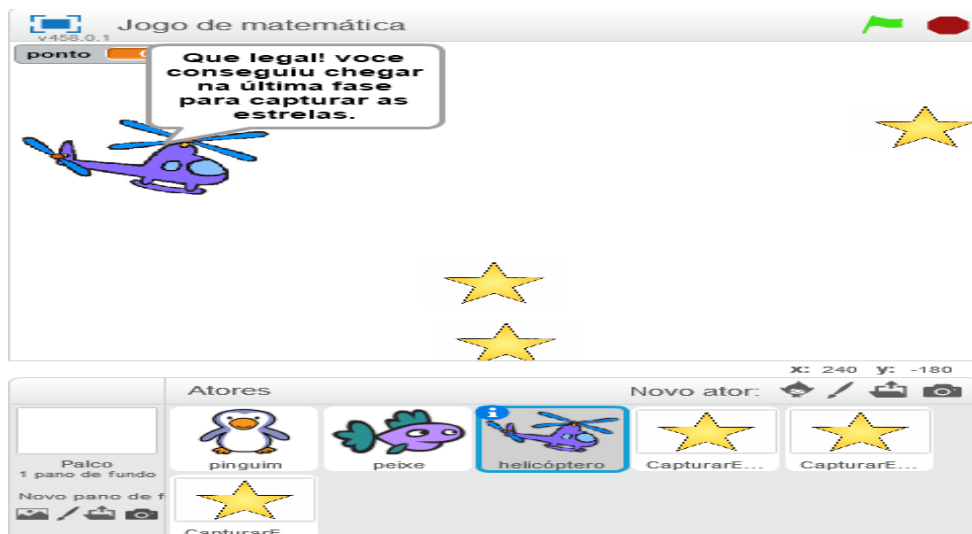 Jogo de matemática
v458.0.1
ponto
Que legal! voce
conseguiu chegar
na última fase
para capturar as
estrelas.
x: 240 y: -180
Atores
Novo ator:
Palco
1 pano de fundo
Novo pano de f
pinguim
peixe
helicóptero
CapturarE...
CapturarE...
CapturarE